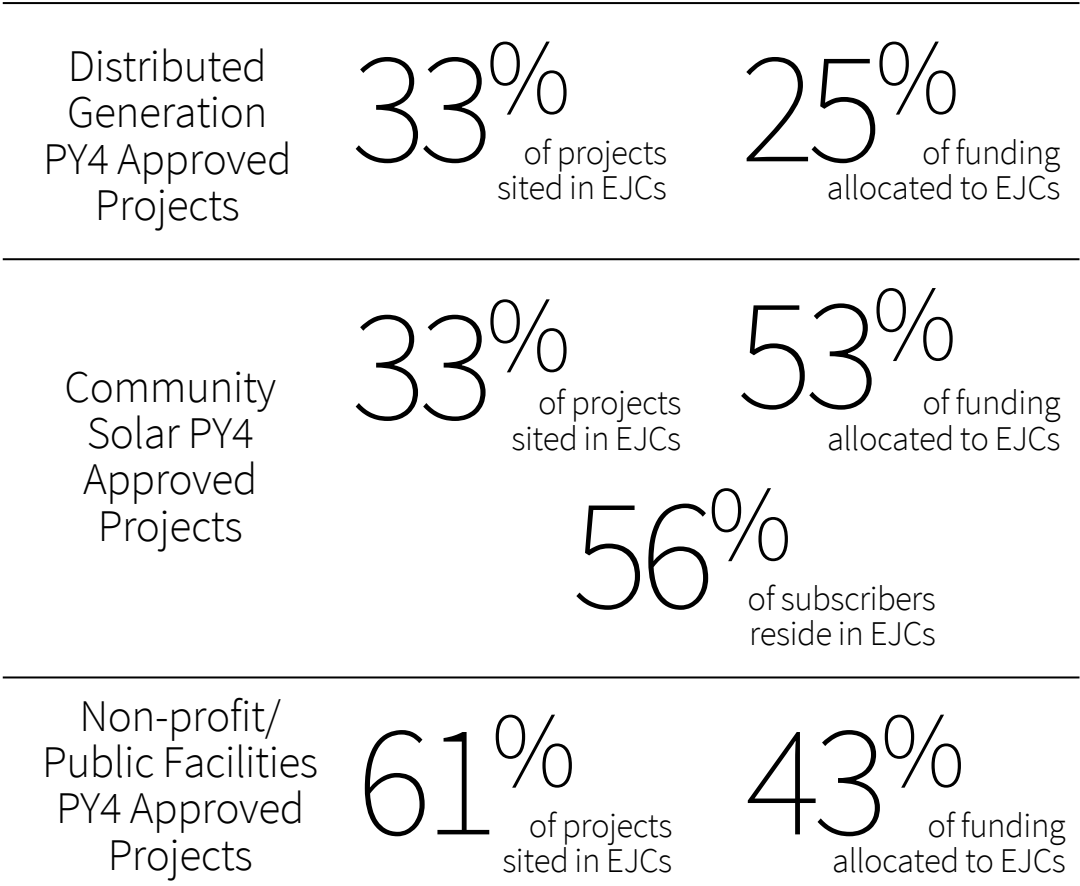 Distributed
Generation
PY4 Approved
Projects
33%
of projects
sited in EJCs
25%
of funding
allocated to EJCs
Community
Solar PY4
Approved
Projects
33%
of projects
sited in EJCs
53%
of funding
allocated to EJCs
56%
of subscribers
reside in EJCs
Non-profit/
Public Facilities
PY4 Approved
Projects
61%
of projects
sited in EJCs
43%
of funding
allocated to EJCs